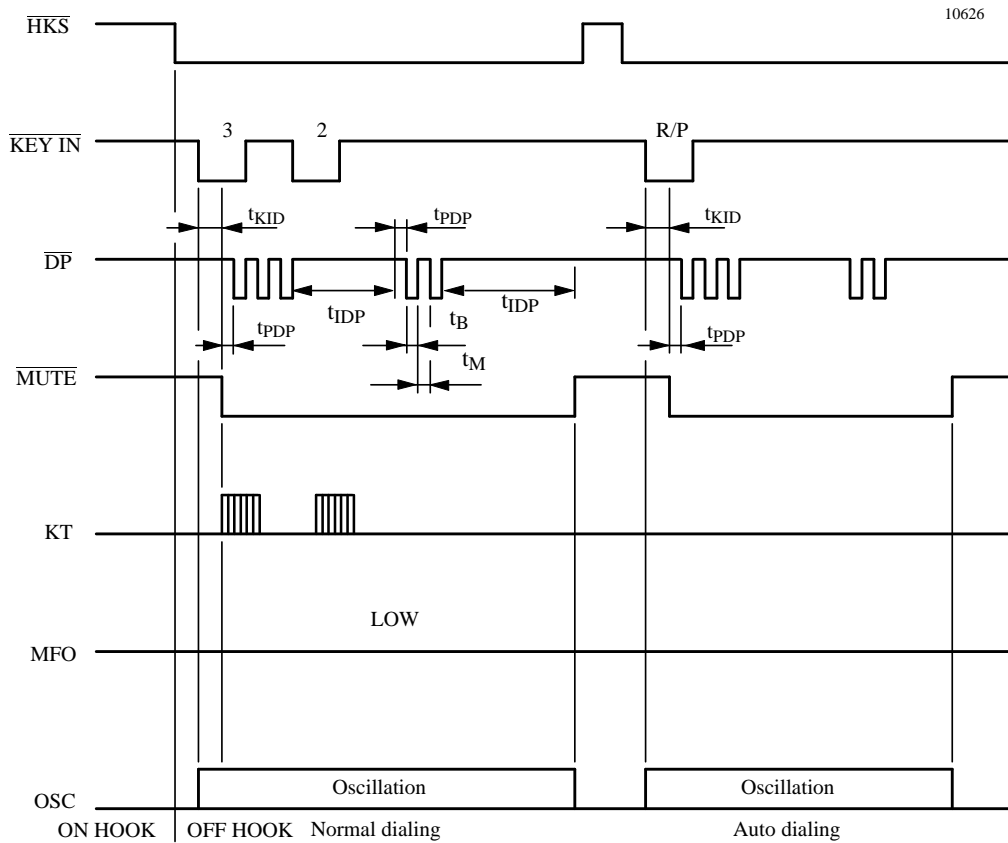 10626
HKS
KEY IN
3
2
R/P
tKID
tPDP
tKID
DP
tIDP
tB
tIDP
tPDP
tM
tPDP
MUTE
KT
LOW
MFO
OSC
Oscillation
Oscillation
ON HOOK
OFF HOOK
Normal dialing
Auto dialing